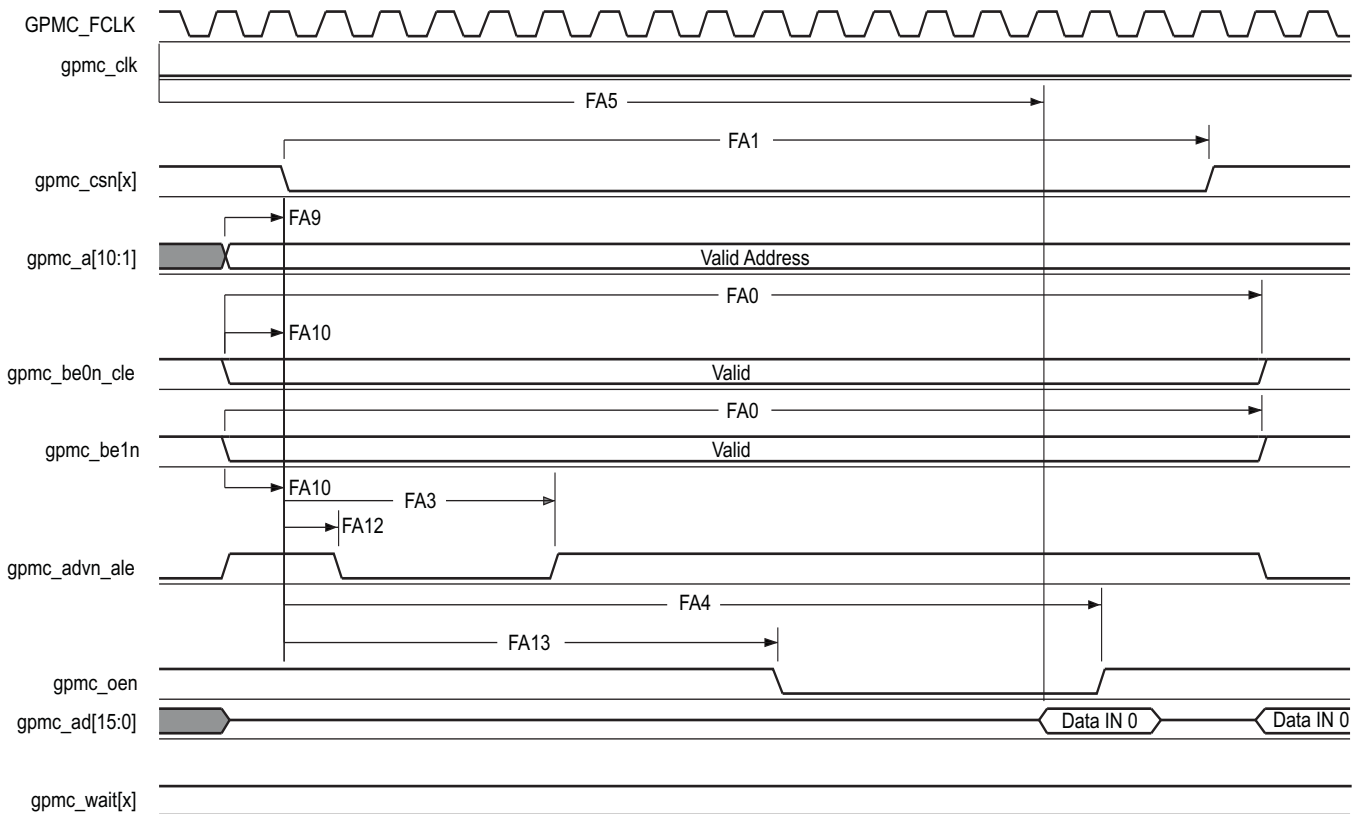 GPMC_FCLK
gpmc_clk
FA5
FA1
gpmc_csn[x]
FA9
gpmc_a[10:1]
Valid Address
FA0
FA10
gpmc_be0n_cle
Valid
FA0
gpmc_be1n
Valid
FA10
FA3
FA12
gpmc_advn_ale
FA4
FA13
gpmc_oen
gpmc_ad[15:0]
Data IN 0
Data IN 0
gpmc_wait[x]